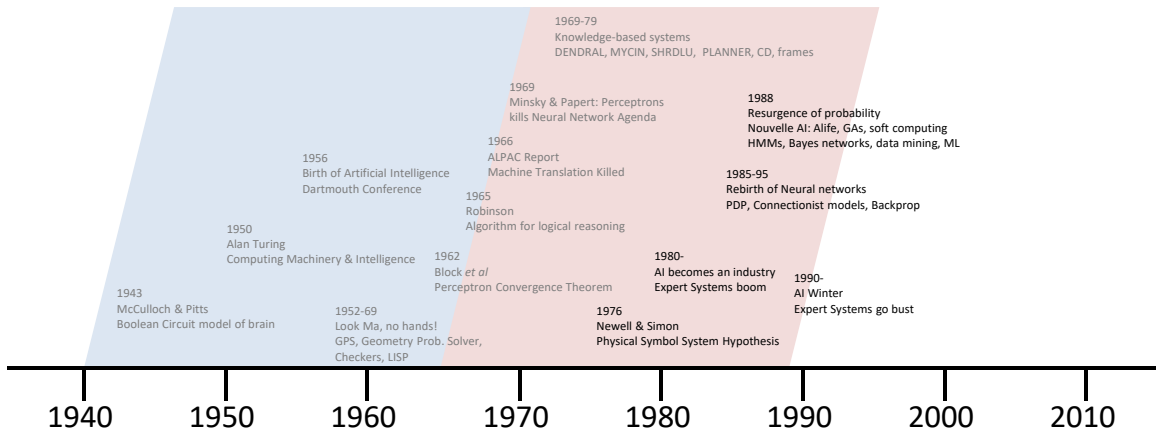 1969-79
Knowledge-based systems
DENDRAL, MYCIN, SHRDLU, PLANNER, CD, frames
1969
Minsky & Papert: Perceptrons
kills Neural Network Agenda
1988
Resurgence of probability
Nouvelle AI: Alife, GAs, soft computing
HMMs, Bayes networks, data mining, ML
1966
ALPAC Report
Machine Translation Killed
1956
Birth of Artificial Intelligence
Dartmouth Conference
1985-95
Rebirth of Neural networks
PDP, Connectionist models, Backprop
1965
Robinson
Algorithm for logical reasoning
1950
Alan Turing
Computing Machinery & Intelligence
1962
Block et al
Perceptron Convergence Theorem
1980-
AI becomes an industry
Expert Systems boom
1990-
AI Winter
Expert Systems go bust
1943
McCulloch & Pitts
Boolean Circuit model of brain
1952-69
Look Ma, no hands!
GPS, Geometry Prob. Solver,
Checkers, LISP
1976
Newell & Simon
Physical Symbol System Hypothesis
1940 1950 1960 1970 1980 1990 2000 2010